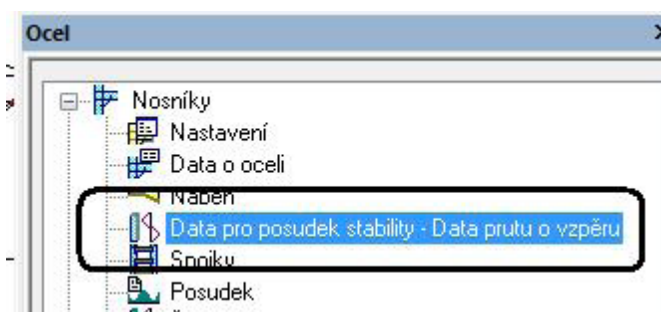 Ocel
Nosníky
Nastavení
Data o oceli
Náběh
Data pro posudek stability - Data prutu o vzpěru
Spojky
Posudek